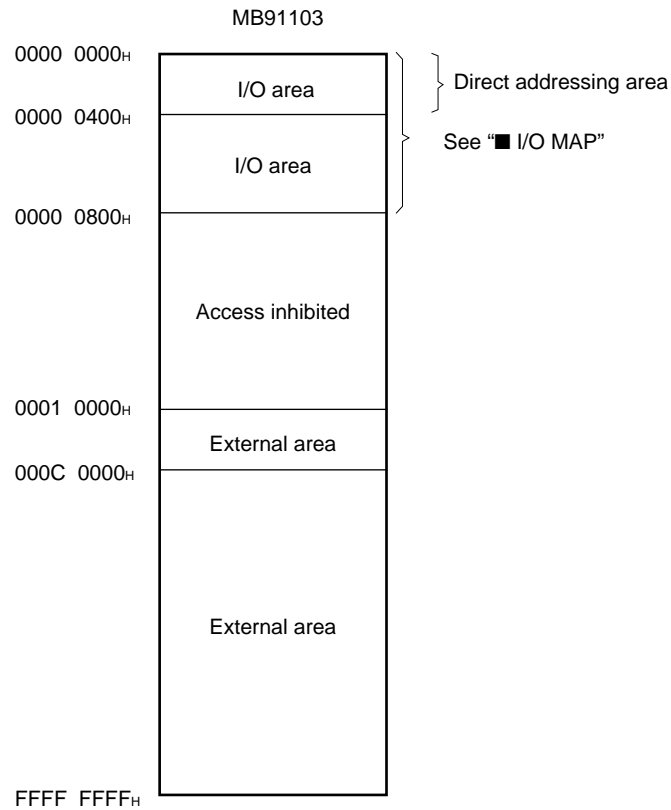 MB91103
0000 0000H
I/O area
Direct addressing area
0000 0400H
See “■ I/O MAP”
I/O area
0000 0800H
Access inhibited
0001 0000H
External area
000C 0000H
External area
FFFF FFFFH